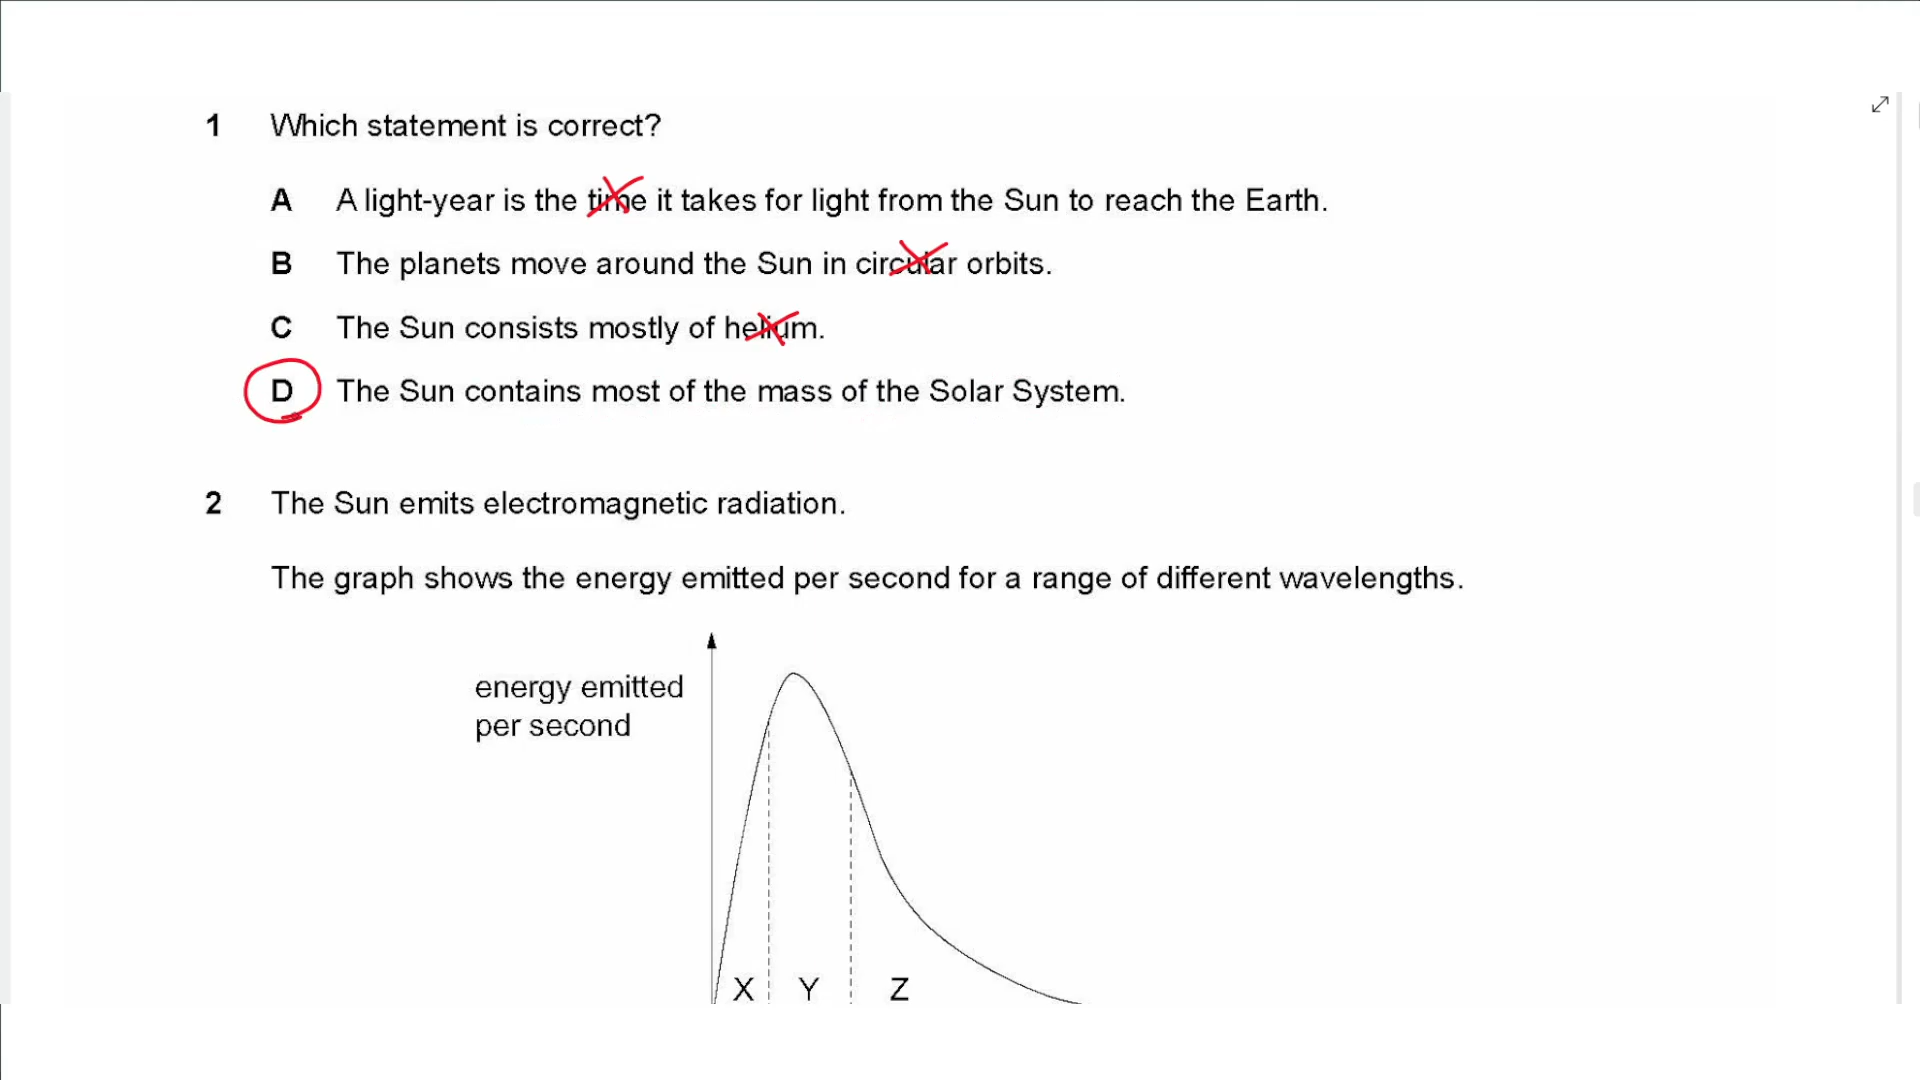 1 Which statement is correct?
A A light-year is the time it takes for light from the Sun to reach the Earth.
B The planets move around the Sun in circular orbits.
C The Sun consists mostly of helium.
D The Sun contains most of the mass of the Solar System.
2 The Sun emits electromagnetic radiation.
The graph shows the energy emitted per second for a range of different wavelengths.
energy emitted
per second
X Y Z